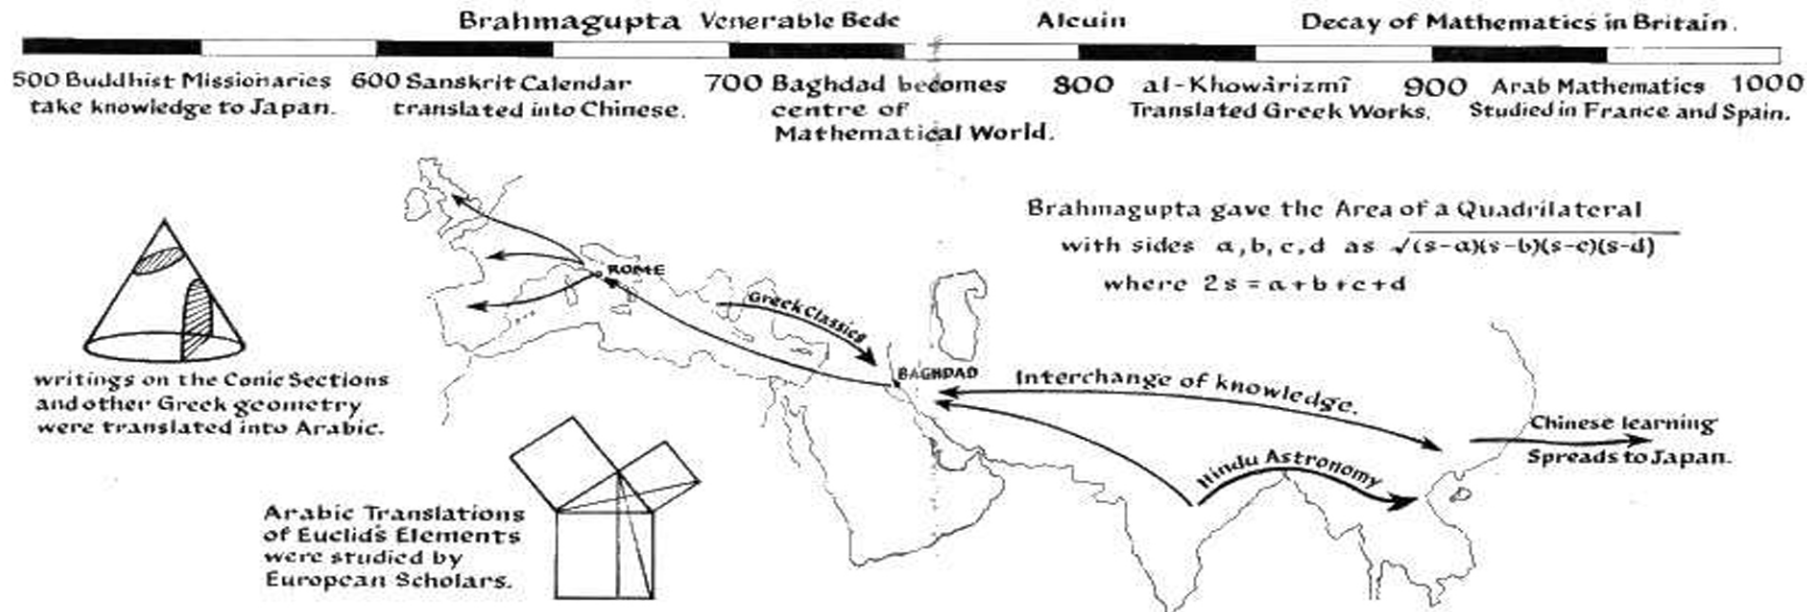 Brahmagupta Venerable Bede Alcuin Decay of Mathematics in Britain.
500 Buddhist Missionaries
take knowledge to Japan.
600 Sanskrit Calendar
translated into Chinese.
700 Baghdad becomes
centre of
Mathematical World.
800 al-Khowârizmî
Translated Greek Works.
900 Arab Mathematics
Studied in France and Spain.
1000
Brahmagupta gave the Area of a Quadrilateral
with sides a,b,c,d as √(s-a)(s-b)(s-c)(s-d)
where 2s = a+b+c+d
ROME
Greek Classics
BAGHDAD
Interchange of knowledge.
Hindu Astronomy
Chinese learning
Spreads to Japan.
writings on the Conic Sections
and other Greek geometry
were translated into Arabic.
Arabic Translations
of Euclid's Elements
were studied by
European Scholars.